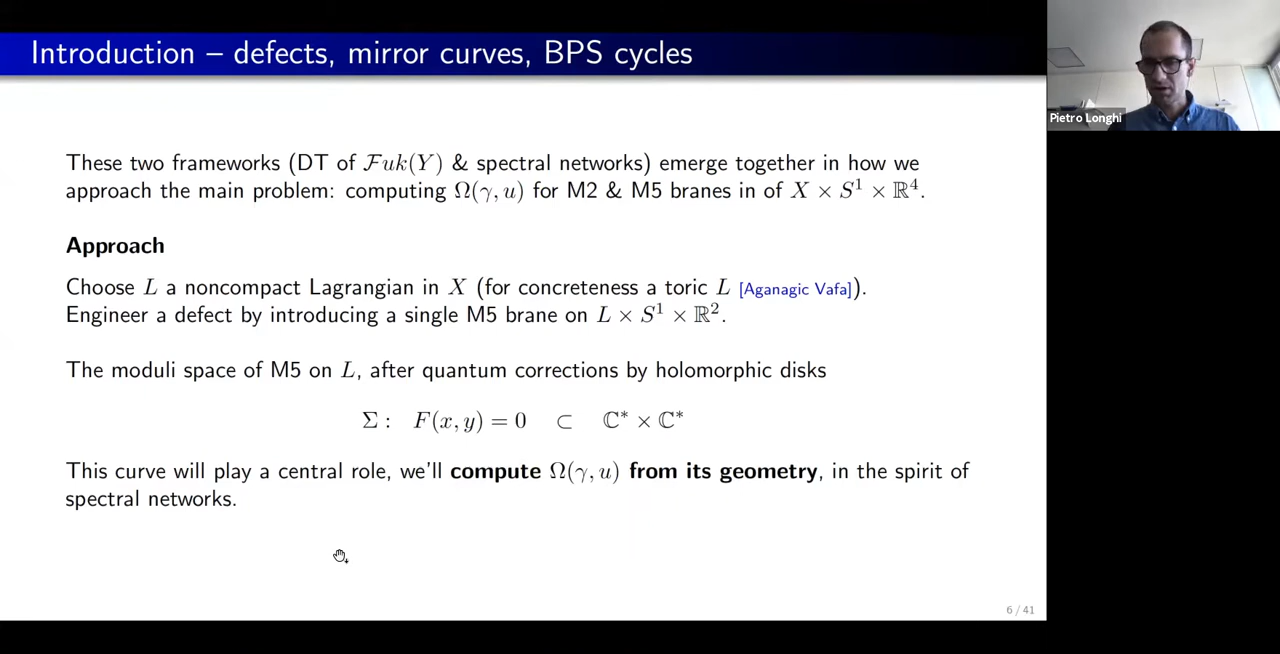 Introduction – defects, mirror curves, BPS cycles
Pietro Longhi
These two frameworks (DT of ℱuk(Y) & spectral networks) emerge together in how we
approach the main problem: computing Ω(γ, u) for M2 & M5 branes in of X × S¹ × ℝ⁴.
Approach
Choose L a noncompact Lagrangian in X (for concreteness a toric L [Aganagic Vafa]).
Engineer a defect by introducing a single M5 brane on L × S¹ × ℝ².
The moduli space of M5 on L, after quantum corrections by holomorphic disks
Σ : F(x, y) = 0 ⊂ ℂ* × ℂ*
This curve will play a central role, we'll compute Ω(γ, u) from its geometry, in the spirit of
spectral networks.
6 / 41